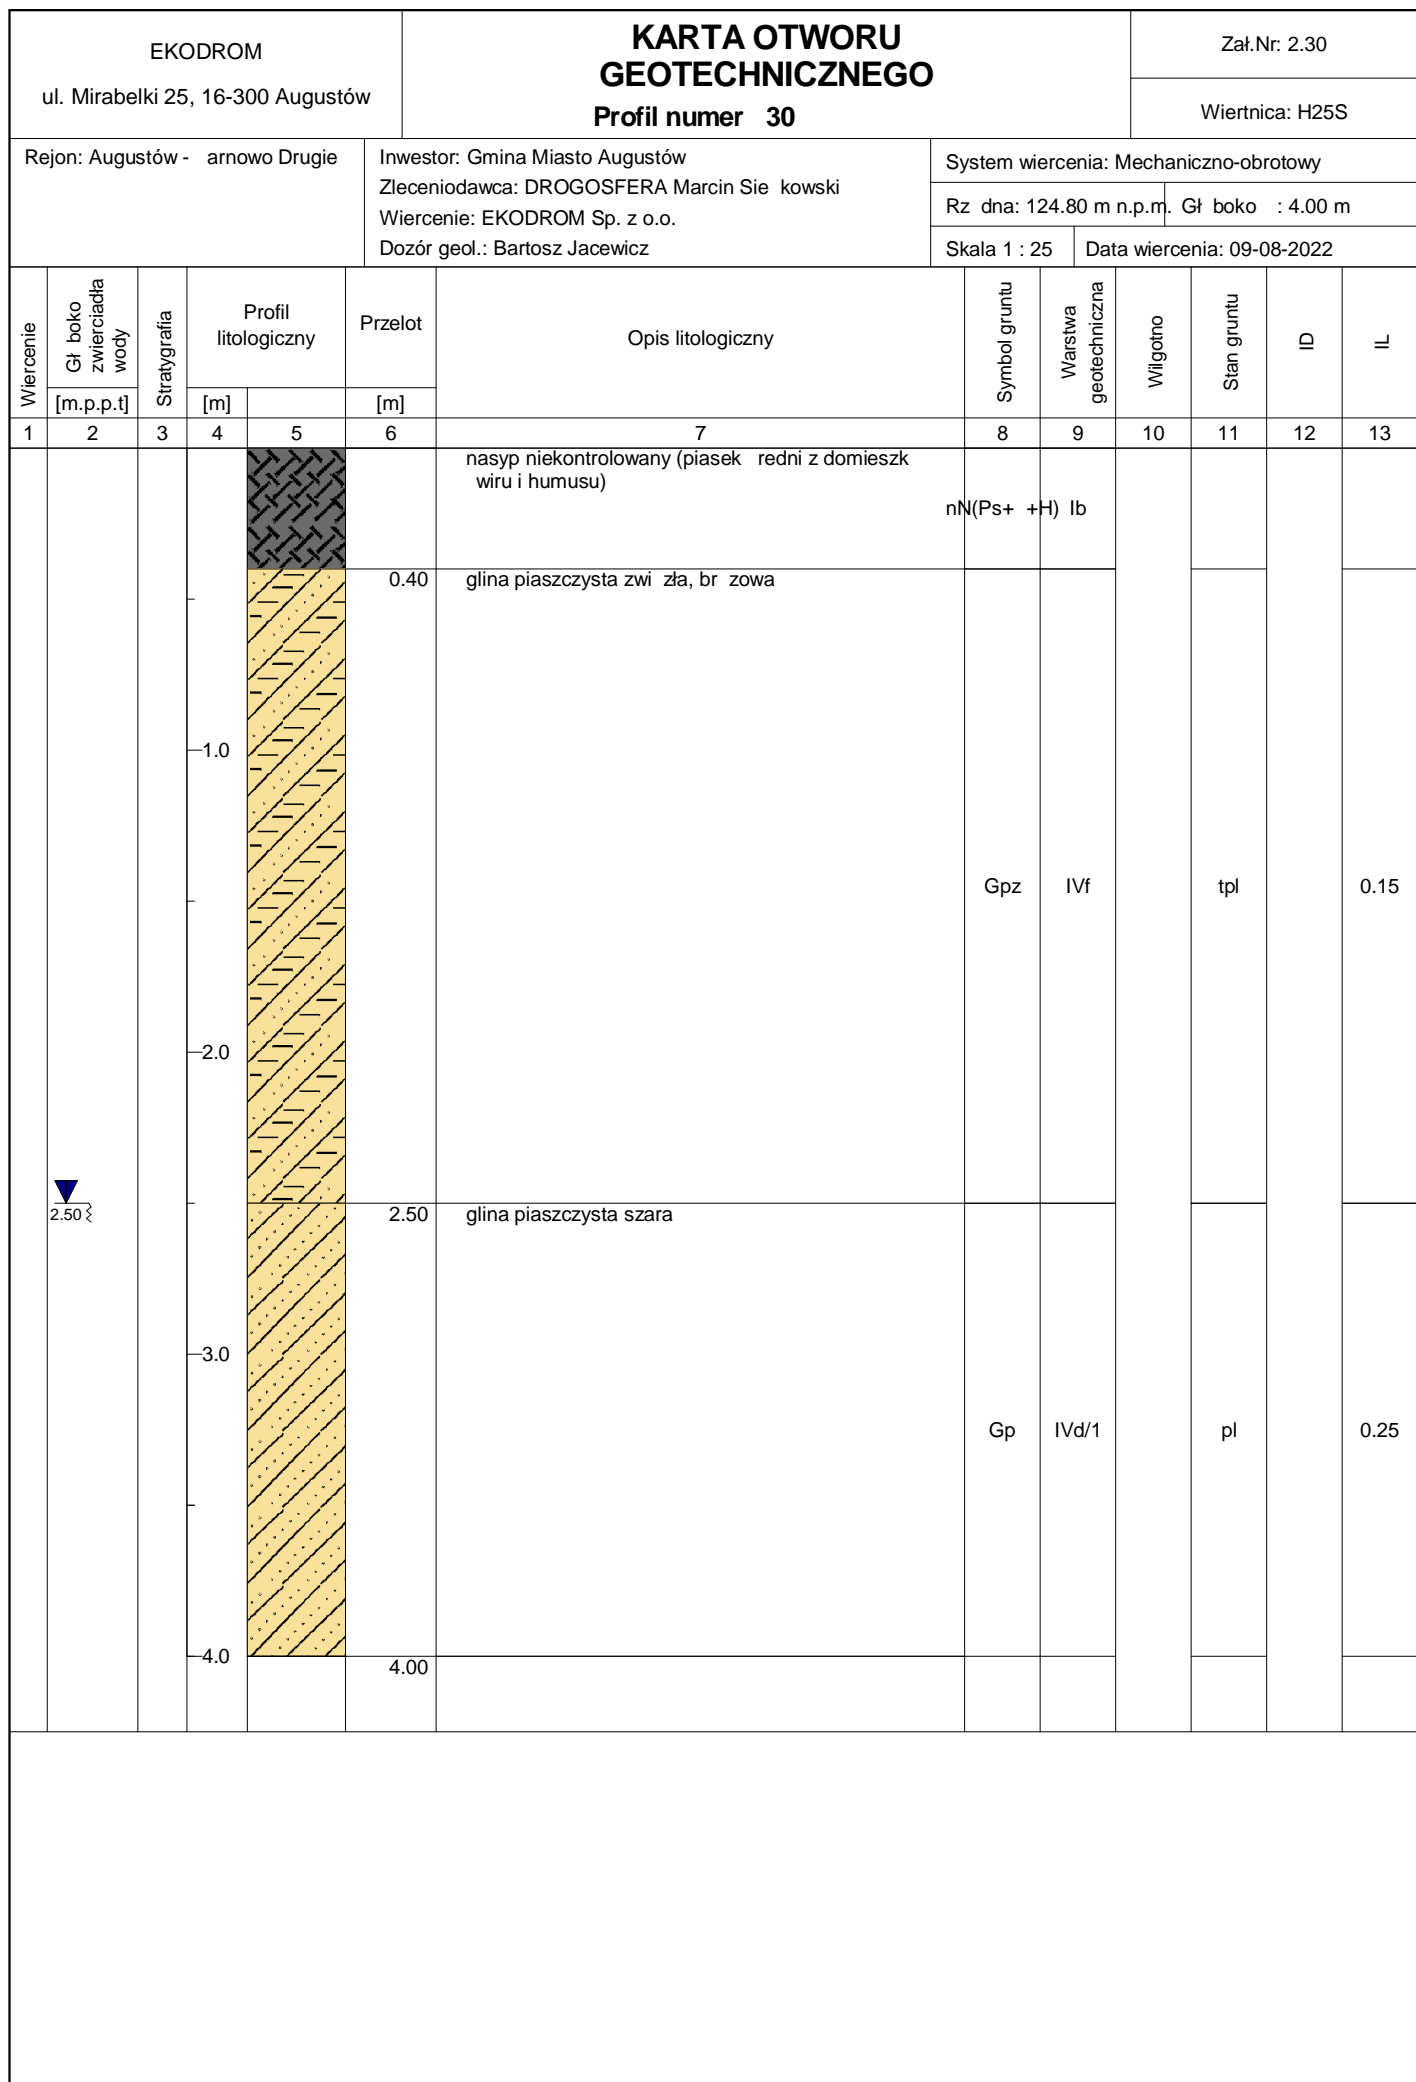 EKODROM
ul. Mirabelki 25, 16-300 Augustów
KARTA OTWORU
GEOTECHNICZNEGO
Profil numer 30
Zał.Nr: 2.30
Wiertnica: H25S
Rejon: Augustów - arnowo Drugie
Inwestor: Gmina Miasto Augustów
Zleceniodawca: DROGOSFERA Marcin Sie kowski
Wiercenie: EKODROM Sp. z o.o.
Dozór geol.: Bartosz Jacewicz
System wiercenia: Mechaniczno-obrotowy
Rz dna: 124.80 m n.p.m. Gł boko : 4.00 m
Skala 1 : 25 Data wiercenia: 09-08-2022
Wiercenie
Gł boko
zwierciadła
wody
[m.p.p.t]
Stratygrafia
Profil
litologiczny
[m]
Przelot
[m]
Opis litologiczny
Symbol gruntu
Warstwa
geotechniczna
Wilgotno
Stan gruntu
ID
IL
1 2 3 4 5 6 7 8 9 10 11 12 13
nasyp niekontrolowany (piasek redni z domieszk
wiru i humusu)
nN(Ps+ +H) Ib
0.40 glina piaszczysta zwi zła, br zowa
1.0
Gpz IVf tpl 0.15
2.0
2.50 2.50 glina piaszczysta szara
3.0
Gp IVd/1 pl 0.25
4.0
4.00